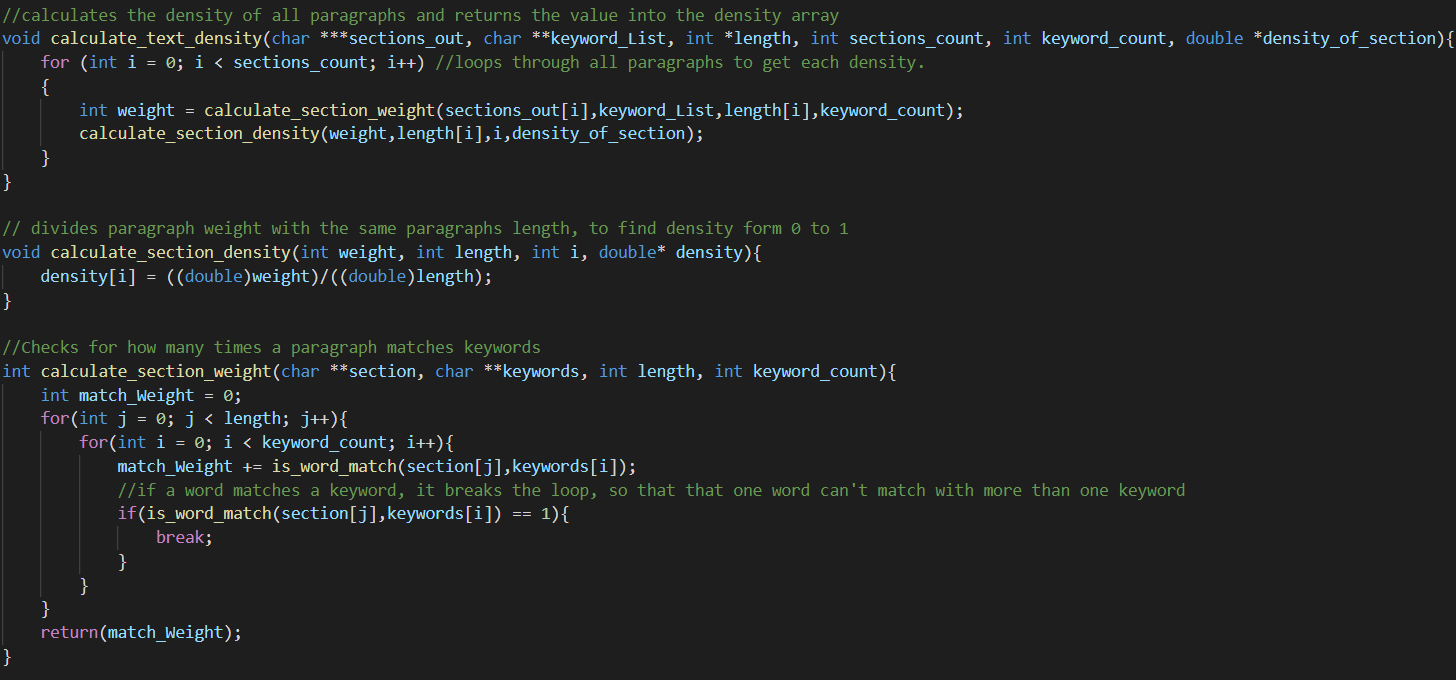 //calculates the density of all paragraphs and returns the value into the density array
void calculate_text_density(char ***sections_out, char **keyword_List, int *length, int sections_count, int keyword_count, double *density_of_section){
    for (int i = 0; i < sections_count; i++) //loops through all paragraphs to get each density.
    {
        int weight = calculate_section_weight(sections_out[i],keyword_List,length[i],keyword_count);
        calculate_section_density(weight,length[i],i,density_of_section);
    }
}

// divides paragraph weight with the same paragraphs length, to find density form 0 to 1
void calculate_section_density(int weight, int length, int i, double* density){
    density[i] = ((double)weight)/((double)length);
}

//Checks for how many times a paragraph matches keywords
int calculate_section_weight(char **section, char **keywords, int length, int keyword_count){
    int match_Weight = 0;
    for(int j = 0; j < length; j++){
        for(int i = 0; i < keyword_count; i++){
            match_Weight += is_word_match(section[j],keywords[i]);
            //if a word matches a keyword, it breaks the loop, so that that one word can't match with more than one keyword
            if(is_word_match(section[j],keywords[i]) == 1){
                break;
            }
        }
    }
    return(match_Weight);
}